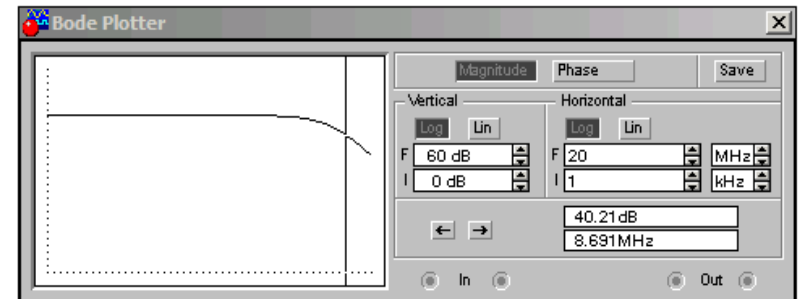 Bode Plotter
Magnitude Phase Save
Vertical Horizontal
Log Lin Log Lin
F 60 dB F 20 MHz
I 0 dB I 1 kHz
← → 40.21dB
8.691MHz
In Out